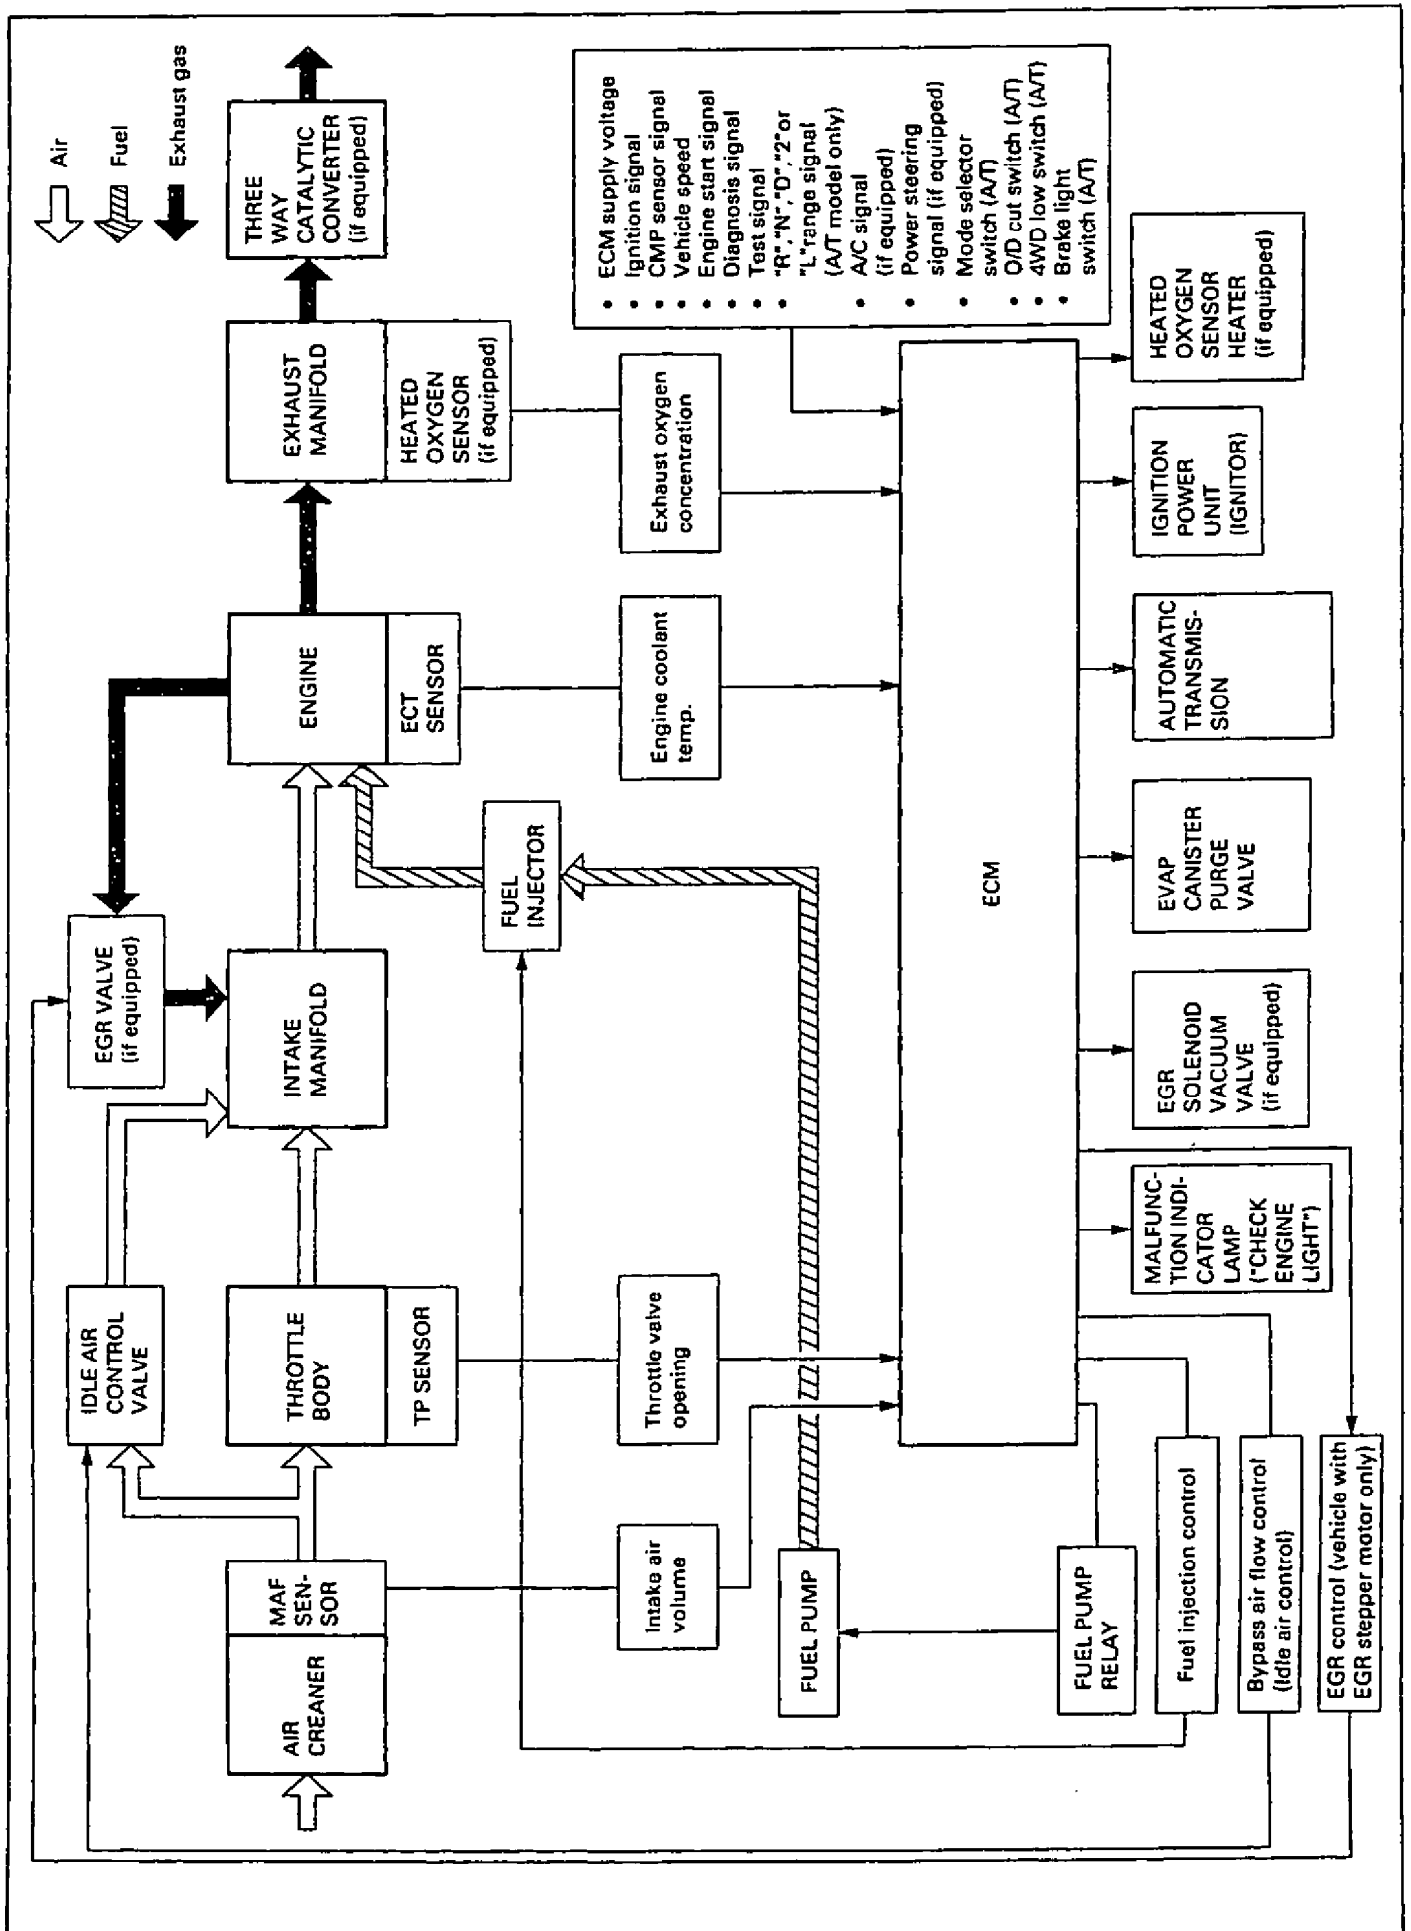 Air
Fuel
Exhaust gas
IDLE AIR
CONTROL
VALVE
EGR VALVE
(if equipped)
AIR
CREANER
MAF
SEN-
SOR
THROTTLE
BODY
TP SENSOR
INTAKE
MANIFOLD
ENGINE
ECT
SENSOR
EXHAUST
MANIFOLD
HEATED
OXYGEN
SENSOR
(if equipped)
THREE
WAY
CATALYTIC
CONVERTER
(if equipped)
FUEL
INJECTOR
Intake air
volume
Throttle valve
opening
Engine coolant
temp.
Exhaust oxygen
concentration
• ECM supply voltage
• Ignition signal
• CMP sensor signal
• Vehicle speed
• Engine start signal
• Diagnosis signal
• Test signal
• "R","N","D","2"or
"L"range signal
(A/T model only)
• A/C signal
(if equipped)
• Power steering
signal (if equipped)
• Mode selector
switch (A/T)
• O/D cut switch (A/T)
• 4WD low switch (A/T)
• Brake light
switch (A/T)
FUEL PUMP
ECM
FUEL PUMP
RELAY
Fuel injection control
Bypass air flow control
(Idle air control)
EGR control (vehicle with
EGR stepper motor only)
MALFUNC-
TION INDI-
CATOR
LAMP
("CHECK
ENGINE
LIGHT")
EGR
SOLENOID
VACUUM
VALVE
(if equipped)
EVAP
CANISTER
PURGE
VALVE
AUTOMATIC
TRANSMIS-
SION
IGNITION
POWER
UNIT
(IGNITOR)
HEATED
OXYGEN
SENSOR
HEATER
(if equipped)